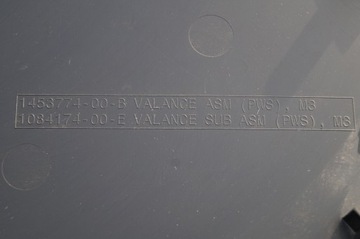 1453774-00-B VALANCE ASM (PWS), M3
1084174-00-E VALANCE SUB ASM (PWS), M3